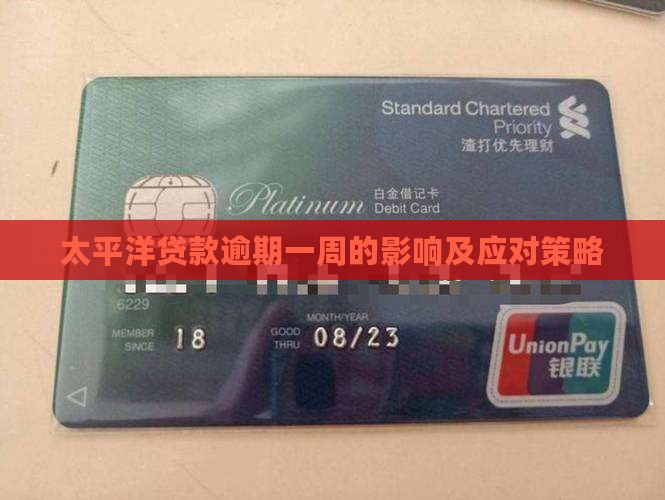 Standard Chartered
Priority
渣打优先理财
Platinum 白金借记卡
Debit Card
太平洋贷款逾期一周的影响及应对策略
6229
MONTH/YEAR
MEMBER SINCE 18 GOOD THRU 08/23
UnionPay
银联